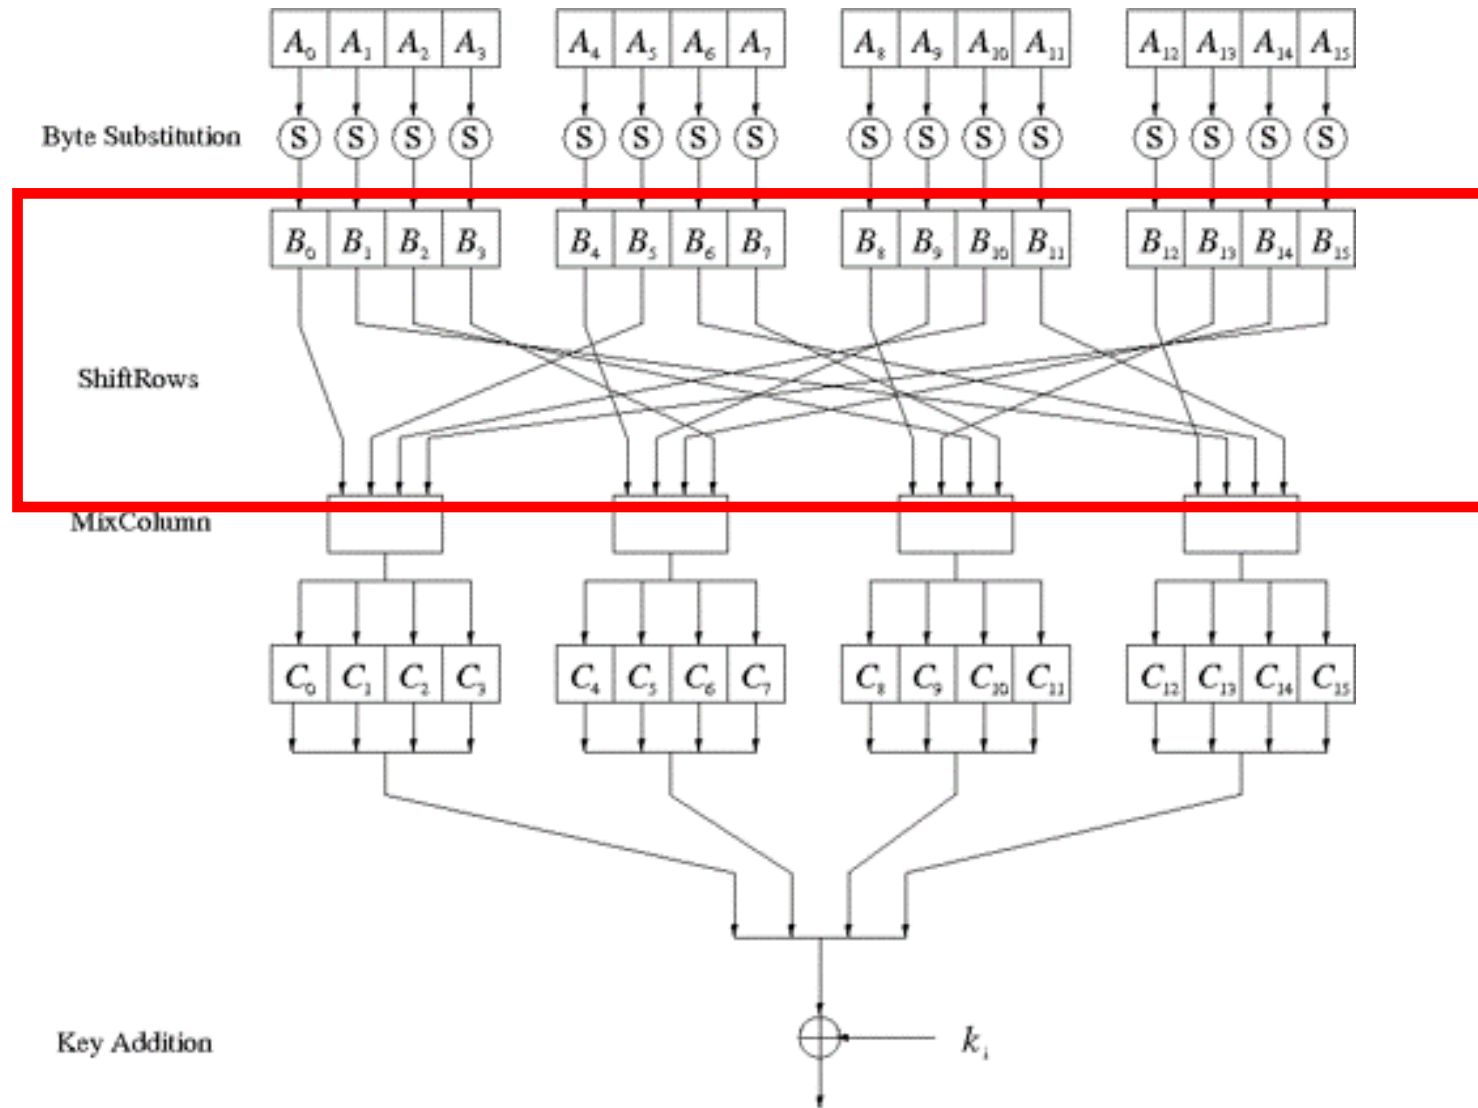 A₀ A₁ A₂ A₃ A₄ A₅ A₆ A₇ A₈ A₉ A₁₀ A₁₁ A₁₂ A₁₃ A₁₄ A₁₅
Byte Substitution S S S S S S S S S S S S S S S S
B₀ B₁ B₂ B₃ B₄ B₅ B₆ B₇ B₈ B₉ B₁₀ B₁₁ B₁₂ B₁₃ B₁₄ B₁₅
ShiftRows
MixColumn
C₀ C₁ C₂ C₃ C₄ C₅ C₆ C₇ C₈ C₉ C₁₀ C₁₁ C₁₂ C₁₃ C₁₄ C₁₅
Key Addition kᵢ